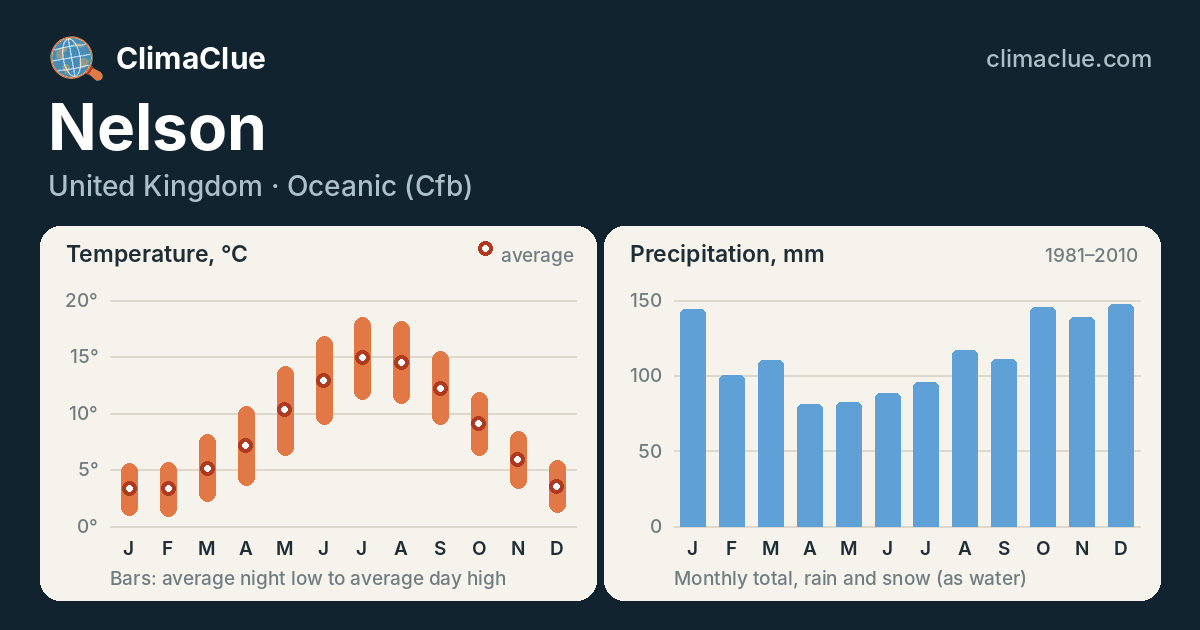 ClimaClue
climaclue.com
Nelson
United Kingdom · Oceanic (Cfb)
Temperature, °C
average
20°
15°
10°
5°
0°
J F M A M J J A S O N D
Bars: average night low to average day high
Precipitation, mm
1981–2010
150
100
50
0
J F M A M J J A S O N D
Monthly total, rain and snow (as water)